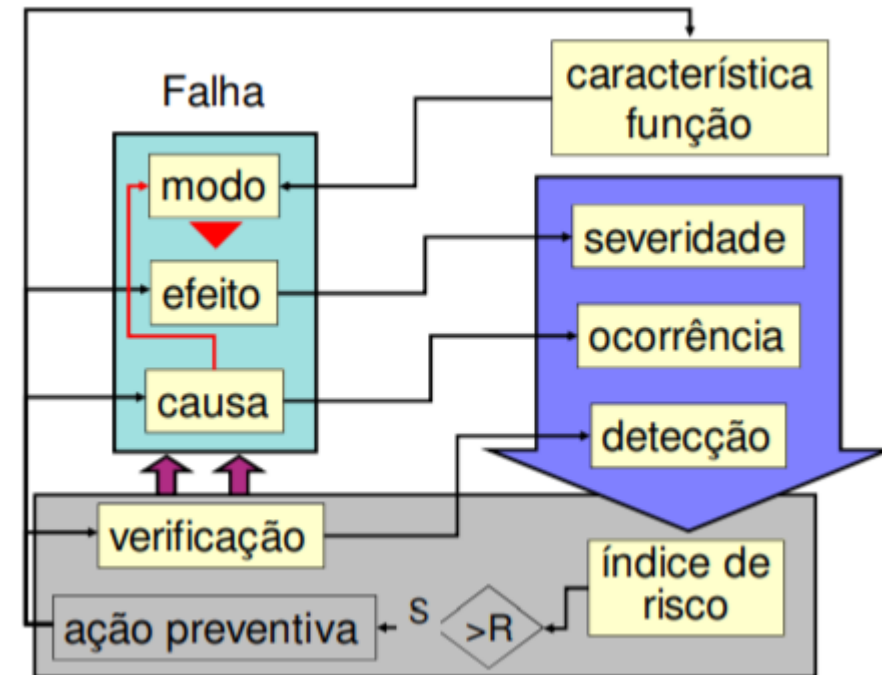 Falha
característica
função
modo
severidade
efeito
ocorrência
causa
detecção
verificação
índice de
risco
ação preventiva
S
>R